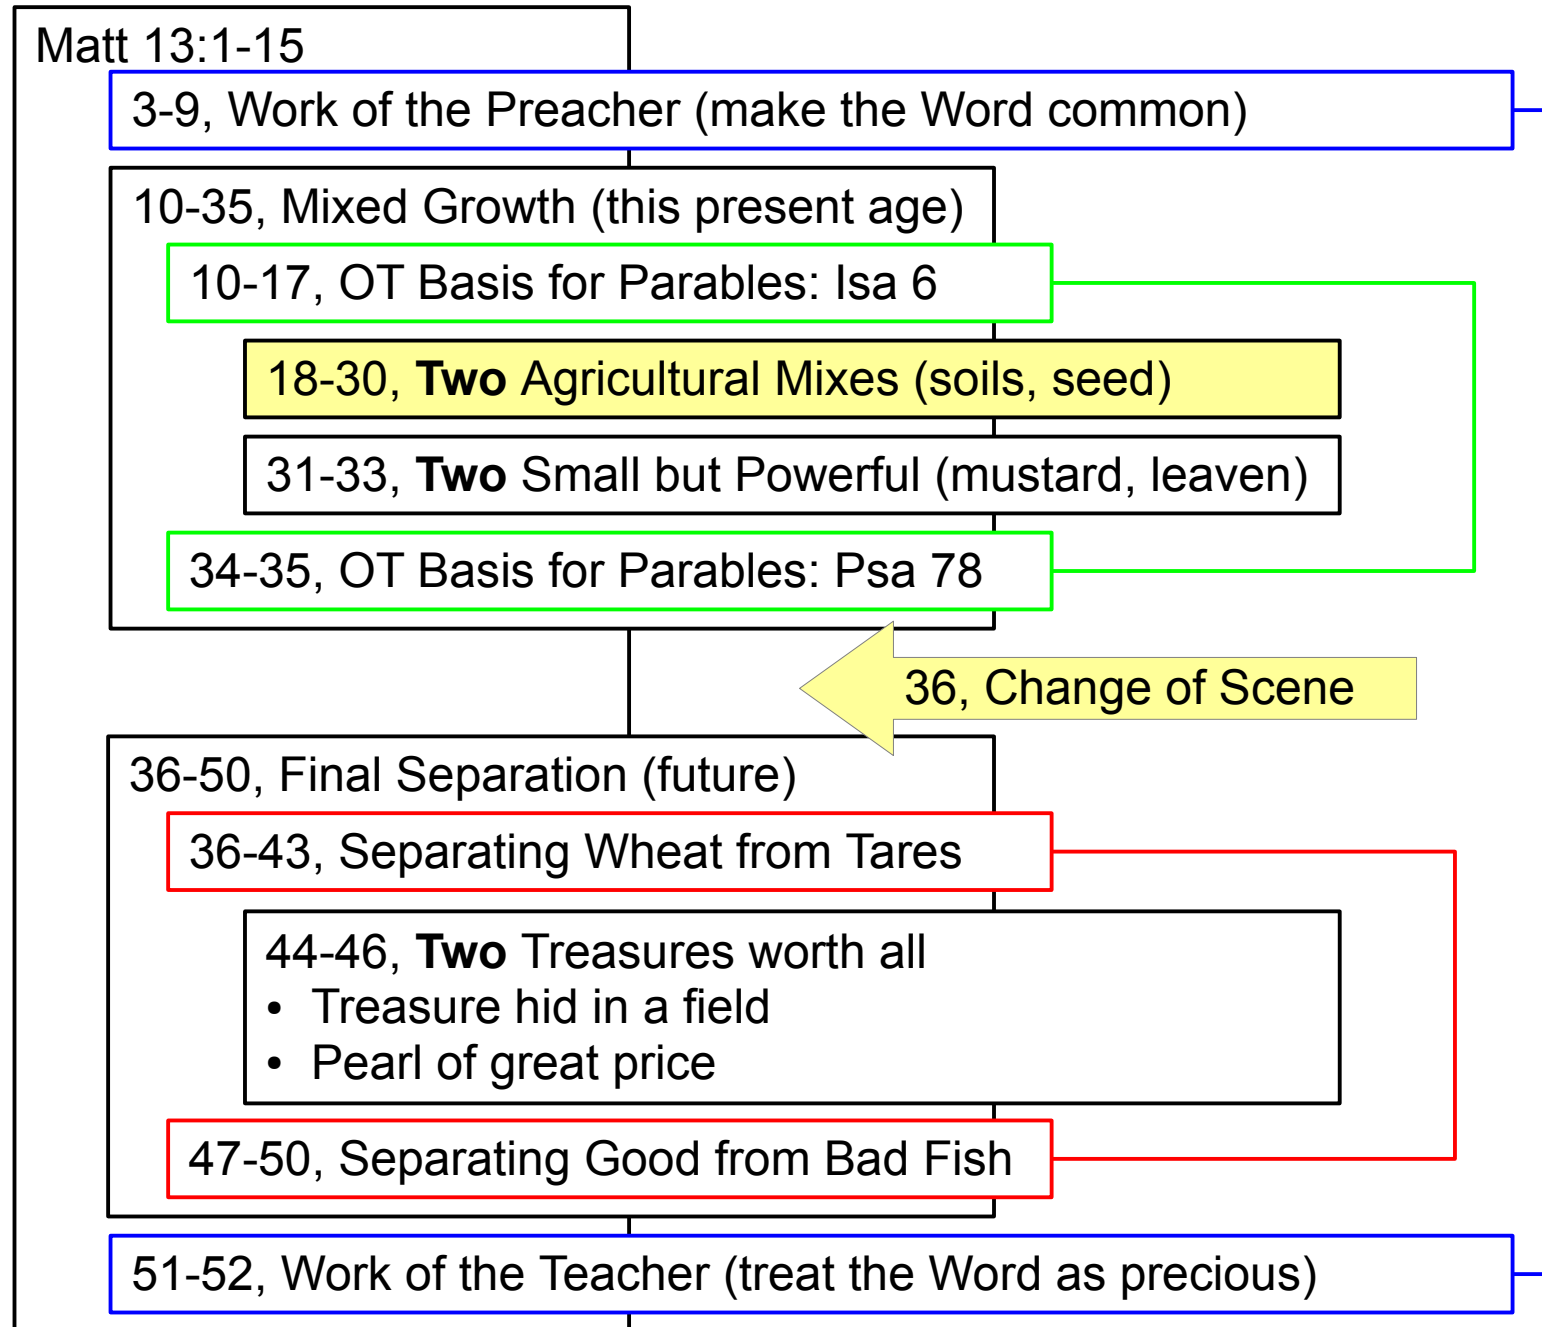 Matt 13:1-15
3-9, Work of the Preacher (make the Word common)
10-35, Mixed Growth (this present age)
10-17, OT Basis for Parables: Isa 6
18-30, Two Agricultural Mixes (soils, seed)
31-33, Two Small but Powerful (mustard, leaven)
34-35, OT Basis for Parables: Psa 78
36, Change of Scene
36-50, Final Separation (future)
36-43, Separating Wheat from Tares
44-46, Two Treasures worth all
• Treasure hid in a field
• Pearl of great price
47-50, Separating Good from Bad Fish
51-52, Work of the Teacher (treat the Word as precious)